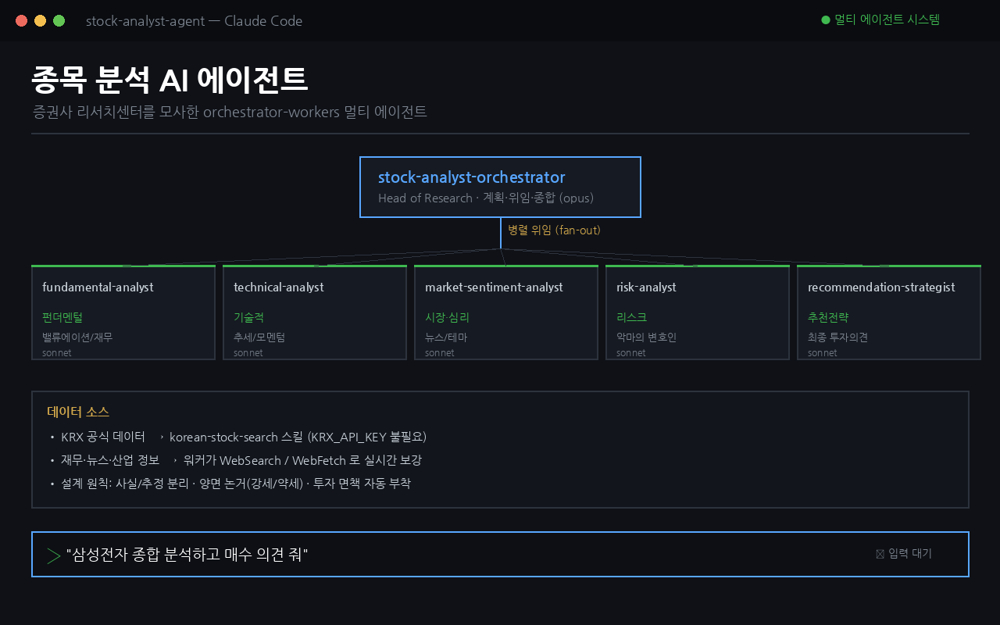 stock-analyst-agent — Claude Code
● 멀티 에이전트 시스템
종목 분석 AI 에이전트
증권사 리서치센터를 모사한 orchestrator-workers 멀티 에이전트
stock-analyst-orchestrator
Head of Research · 계획·위임·종합 (opus)
병렬 위임 (fan-out)
fundamental-analyst
펀더멘털
밸류에이션/재무
sonnet
technical-analyst
기술적
추세/모멘텀
sonnet
market-sentiment-analyst
시장·심리
뉴스/테마
sonnet
risk-analyst
리스크
악마의 변호인
sonnet
recommendation-strategist
추천전략
최종 투자의견
sonnet
데이터 소스
• KRX 공식 데이터 → korean-stock-search 스킬 (KRX_API_KEY 불필요)
• 재무·뉴스·산업 정보 → 워커가 WebSearch / WebFetch 로 실시간 보강
• 설계 원칙: 사실/추정 분리 · 양면 논거(강세/약세) · 투자 면책 자동 부착
> "삼성전자 종합 분석하고 매수 의견 줘"
입력 대기